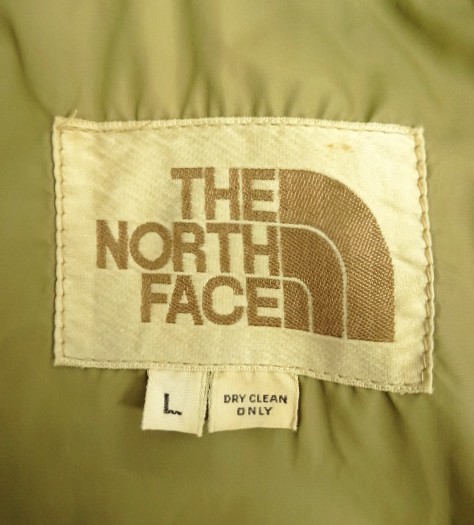 THE
NORTH
FACE
L
DRY CLEAN
ONLY